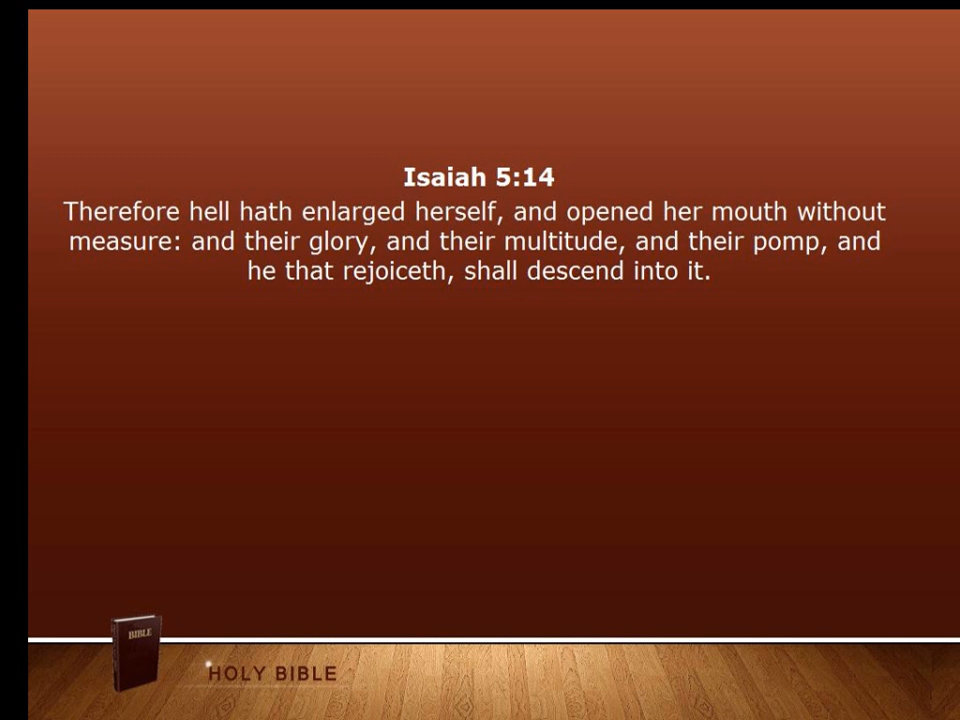 Isaiah 5:14
Therefore hell hath enlarged herself, and opened her mouth without
measure: and their glory, and their multitude, and their pomp, and
he that rejoiceth, shall descend into it.
BIBLE
HOLY BIBLE